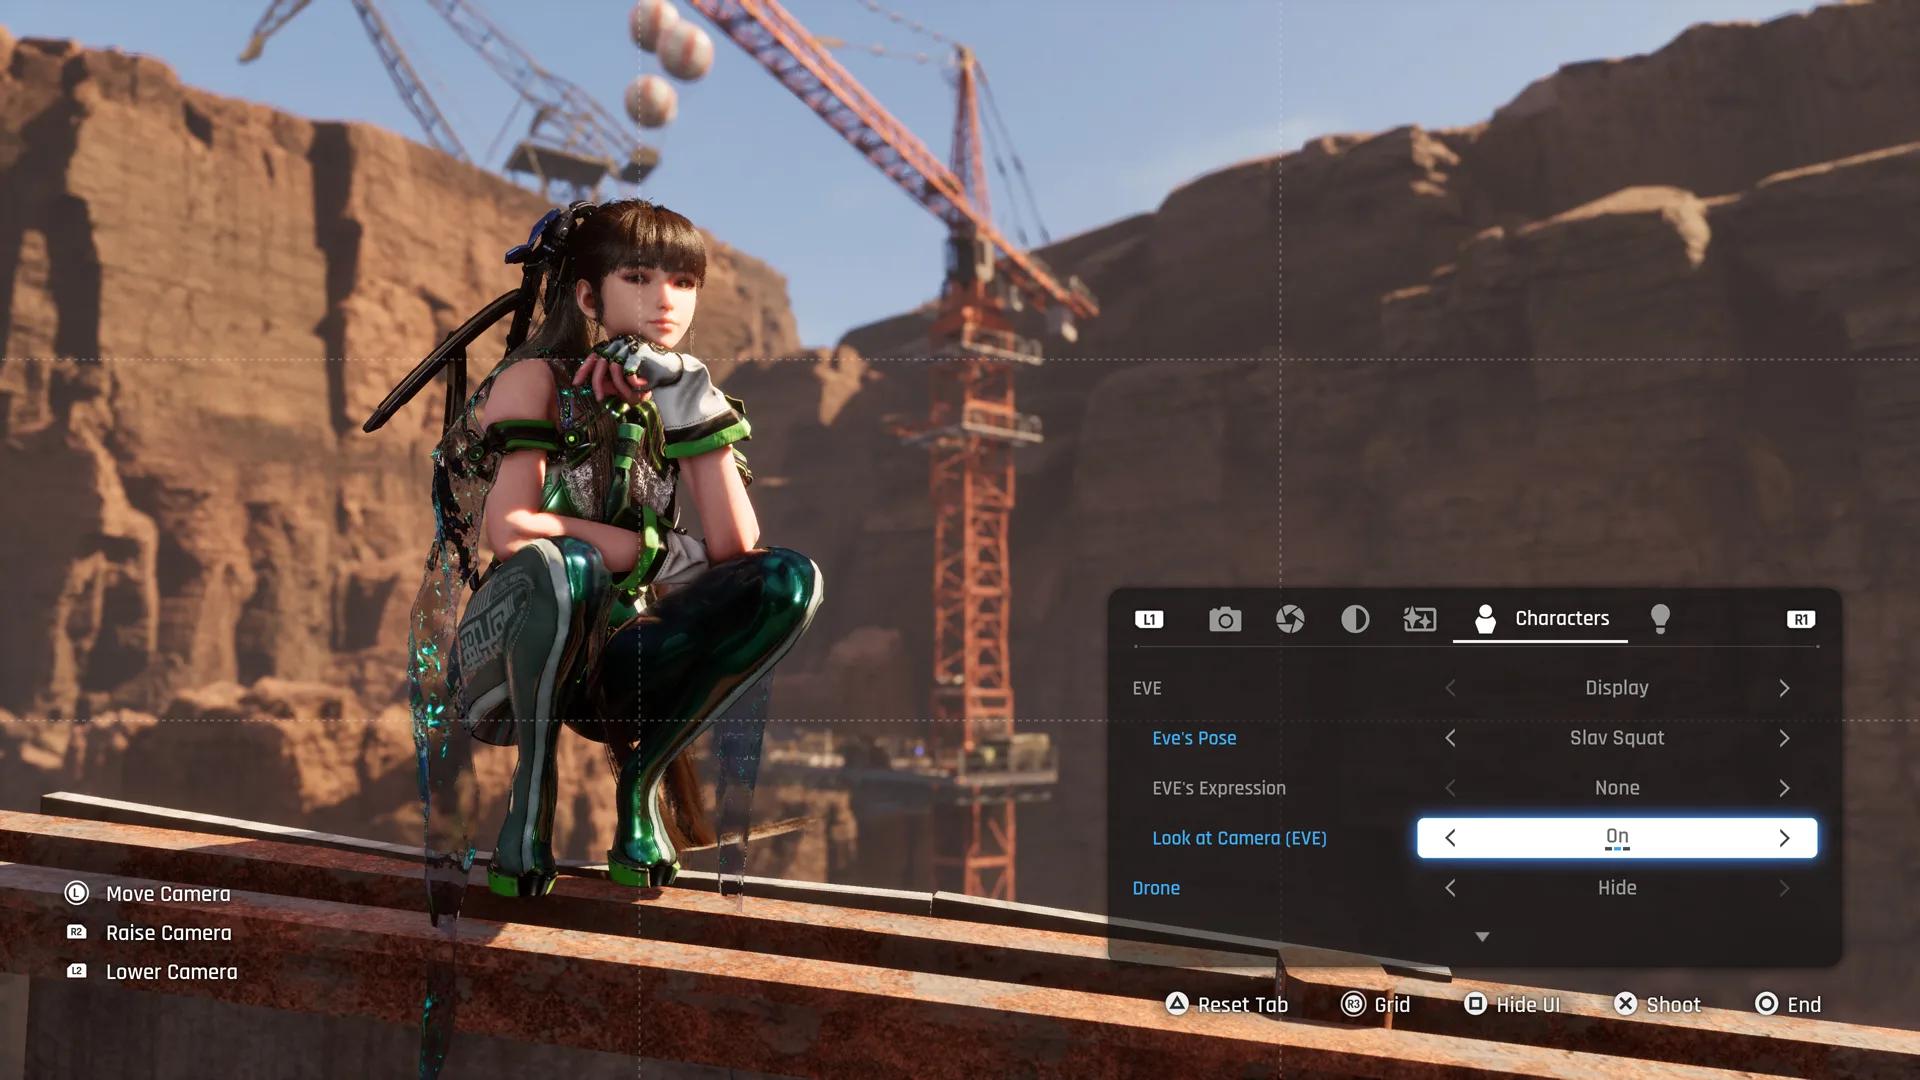 L1
Characters
R1
EVE
Display
Eve's Pose
Slav Squat
EVE's Expression
None
Look at Camera (EVE)
On
Drone
Hide
L Move Camera
R2 Raise Camera
L2 Lower Camera
Reset Tab
R3 Grid
Hide UI
Shoot
End